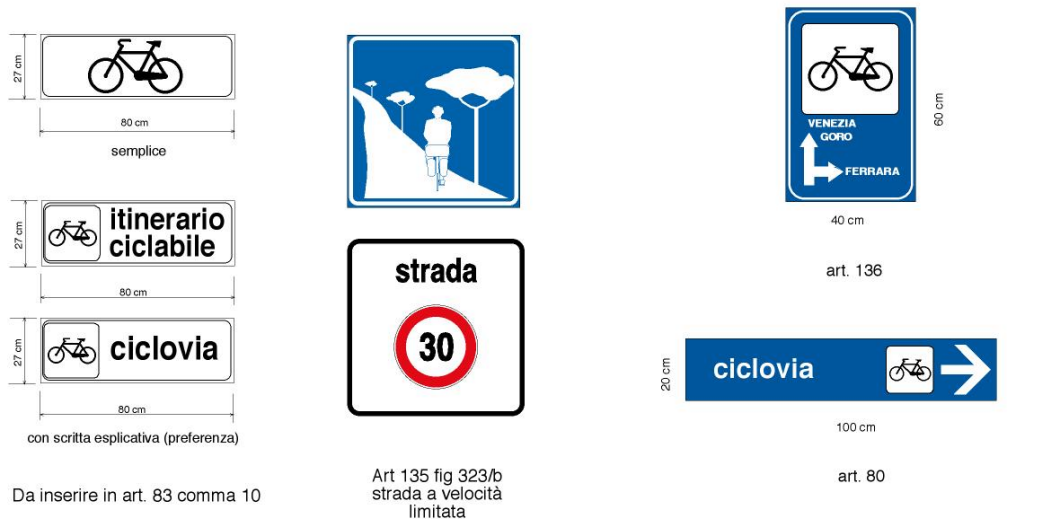 27 cm
80 cm
semplice
27 cm
itinerario
ciclabile
80 cm
27 cm
ciclovia
80 cm
con scritta esplicativa (preferenza)
Da inserire in art. 83 comma 10
strada
30
Art 135 fig 323/b
strada a velocità
limitata
VENEZIA
GORO
FERRARA
60 cm
40 cm
art. 136
20 cm
ciclovia
100 cm
art. 80